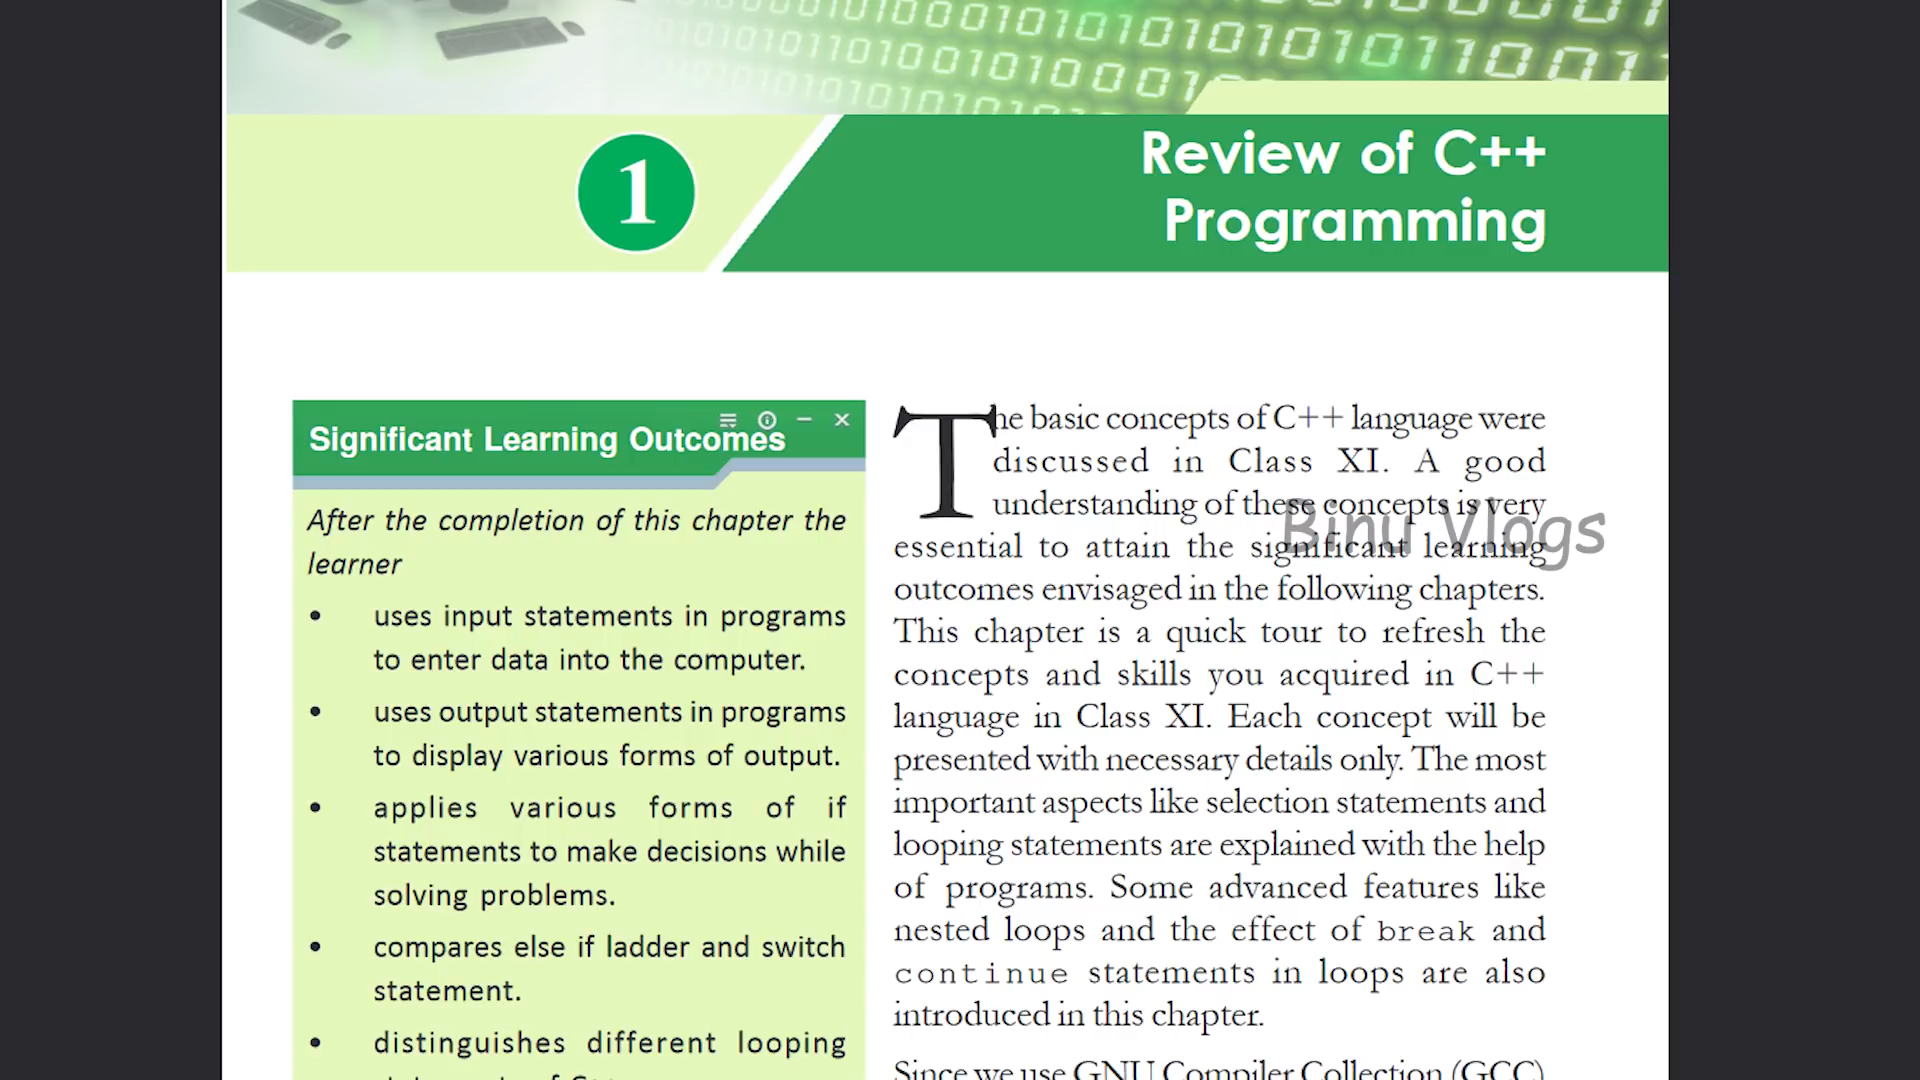 1
Review of C++
Programming
Significant Learning Outcomes
After the completion of this chapter the
learner
• uses input statements in programs
to enter data into the computer.
• uses output statements in programs
to display various forms of output.
• applies various forms of if
statements to make decisions while
solving problems.
• compares else if ladder and switch
statement.
• distinguishes different looping
The basic concepts of C++ language were
discussed in Class XI. A good
understanding of these concepts is very
essential to attain the significant learning
outcomes envisaged in the following chapters.
This chapter is a quick tour to refresh the
concepts and skills you acquired in C++
language in Class XI. Each concept will be
presented with necessary details only. The most
important aspects like selection statements and
looping statements are explained with the help
of programs. Some advanced features like
nested loops and the effect of break and
continue statements in loops are also
introduced in this chapter.
Since we use GNU Compiler Collection (GCC)
Binu Vlogs